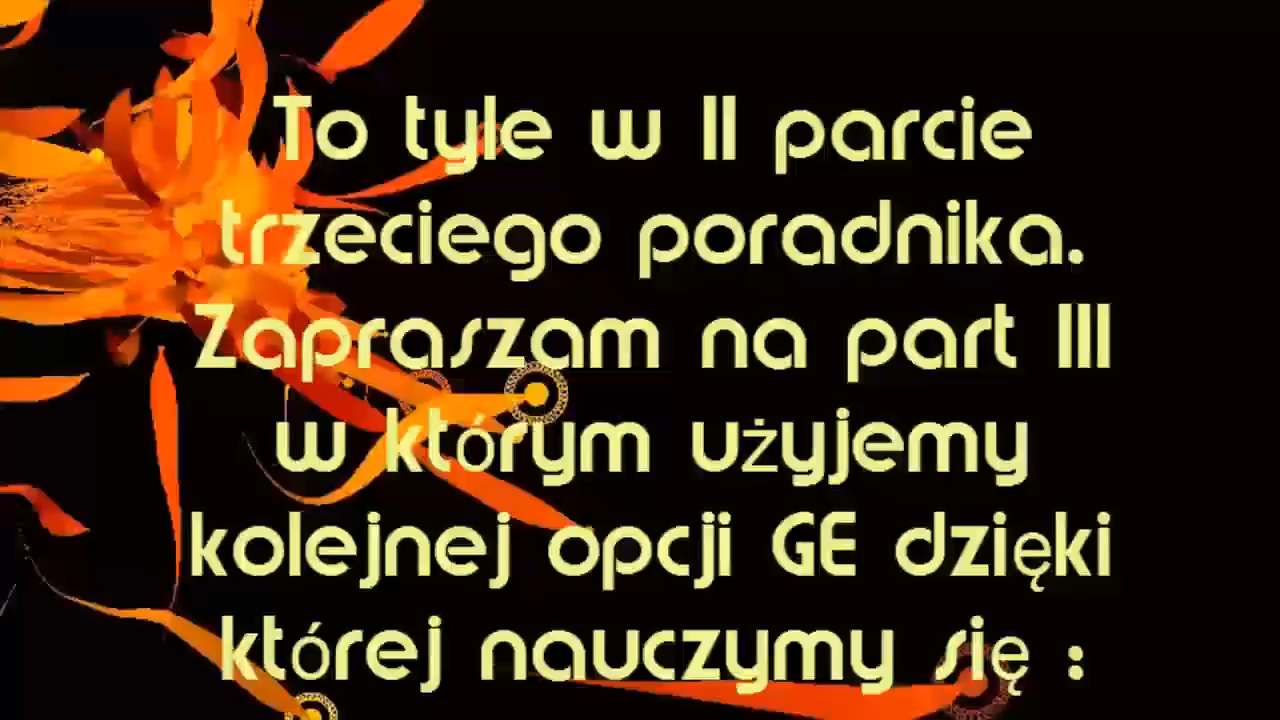 To tyle w II parcie
trzeciego poradnika.
Zapraszam na part III
w którym użyjemy
kolejnej opcji GE dzięki
której nauczymy się :